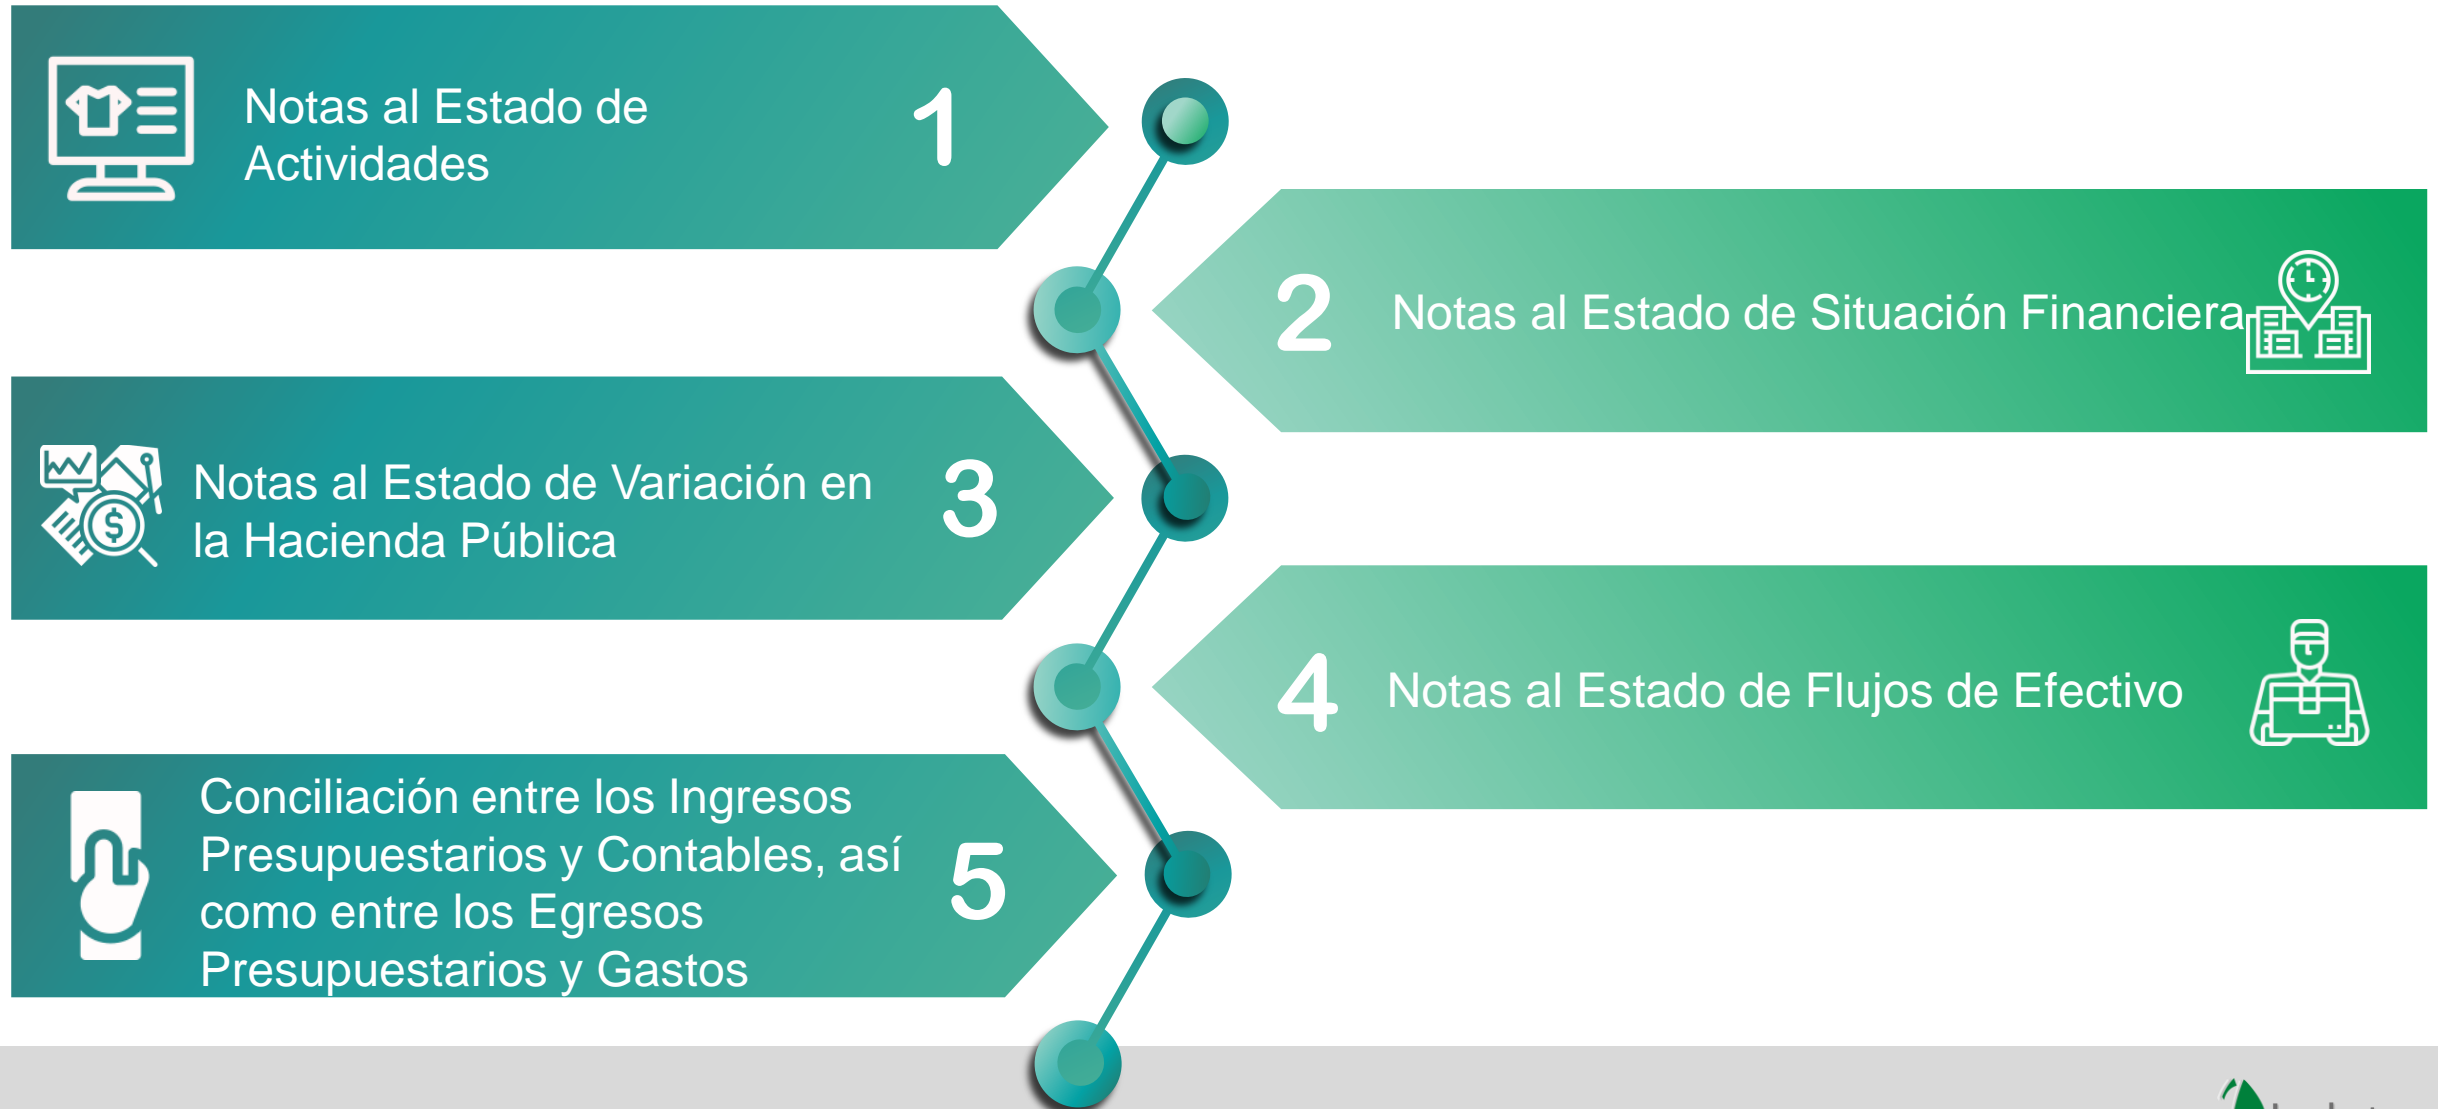 Notas al Estado de
Actividades
1
2
Notas al Estado de Situación Financiera
Notas al Estado de Variación en
la Hacienda Pública
3
4
Notas al Estado de Flujos de Efectivo
Conciliación entre los Ingresos
Presupuestarios y Contables, así
como entre los Egresos
Presupuestarios y Gastos
5